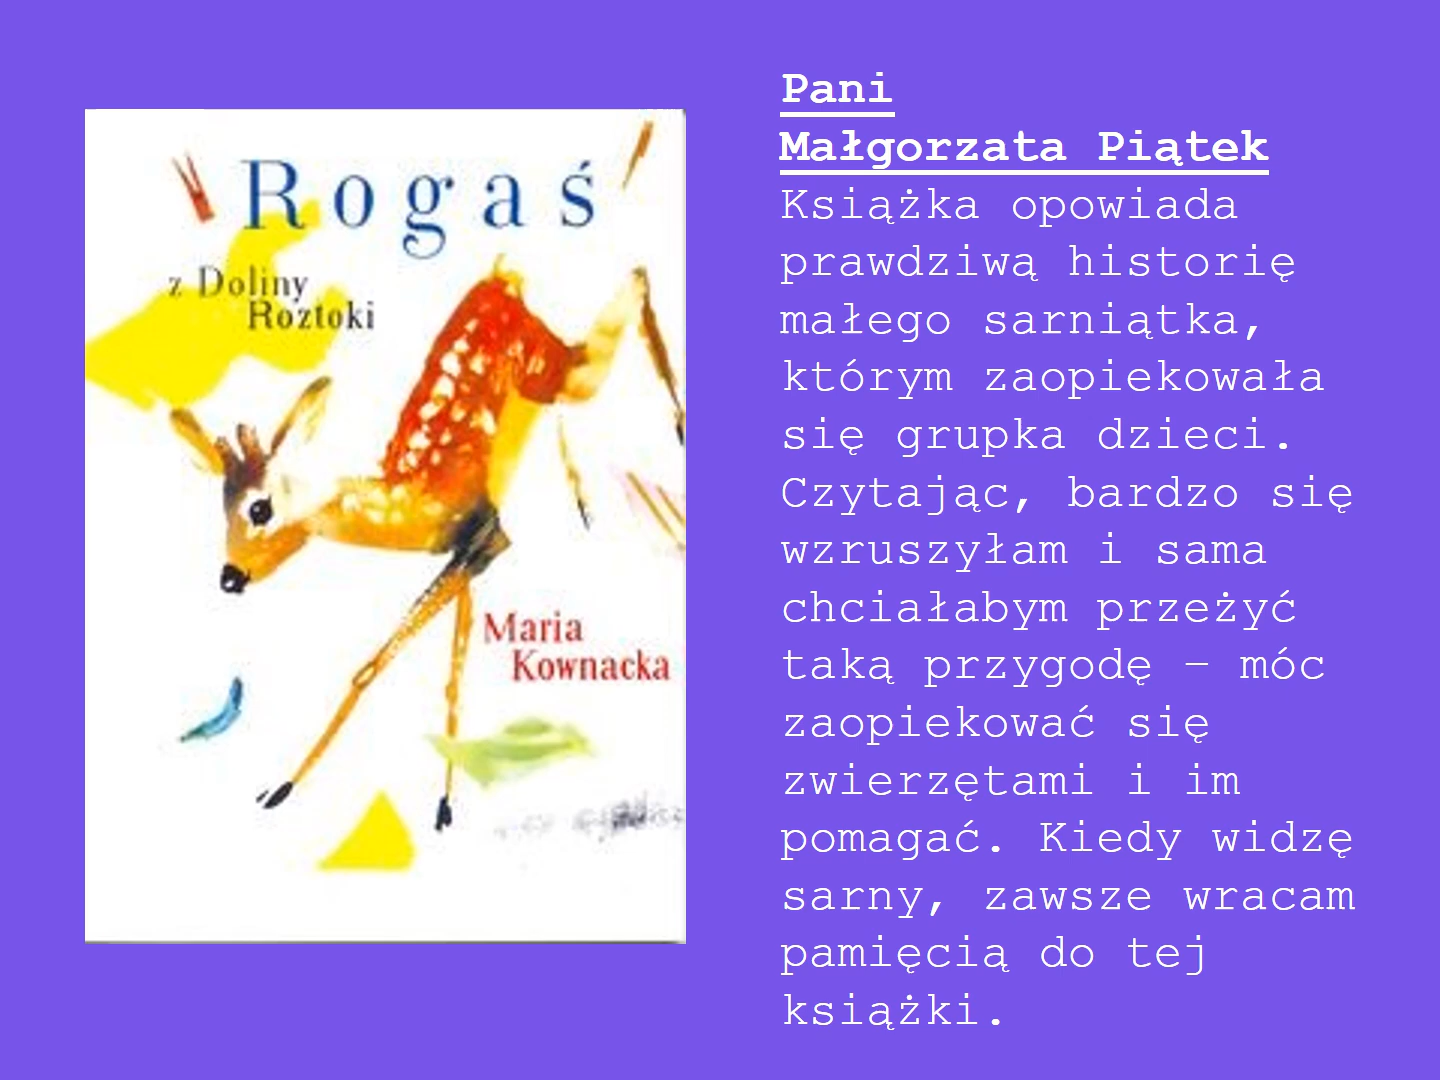 Rogaś
z Doliny
Roztoki
Maria
Kownacka
Pani
Małgorzata Piątek
Książka opowiada
prawdziwą historię
małego sarniątka,
którym zaopiekowała
się grupka dzieci.
Czytając, bardzo się
wzruszyłam i sama
chciałabym przeżyć
taką przygodę – móc
zaopiekować się
zwierzętami i im
pomagać. Kiedy widzę
sarny, zawsze wracam
pamięcią do tej
książki.